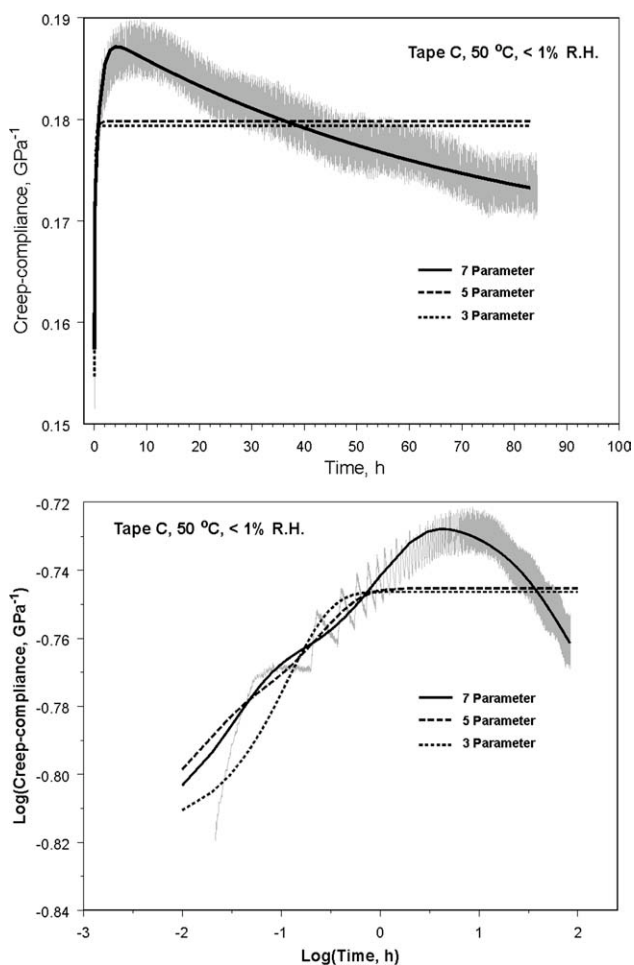 0.19
Tape C, 50 °C, < 1% R.H.
0.18
Creep-compliance, GPa-1
0.17
7 Parameter
5 Parameter
3 Parameter
0.16
0.15
0 10 20 30 40 50 60 70 80 90 100
Time, h
-0.72
Tape C, 50 °C, < 1% R.H.
-0.74
-0.76
Log(Creep-compliance, GPa-1)
-0.78
7 Parameter
5 Parameter
3 Parameter
-0.80
-0.82
-0.84
-3 -2 -1 0 1 2
Log(Time, h)